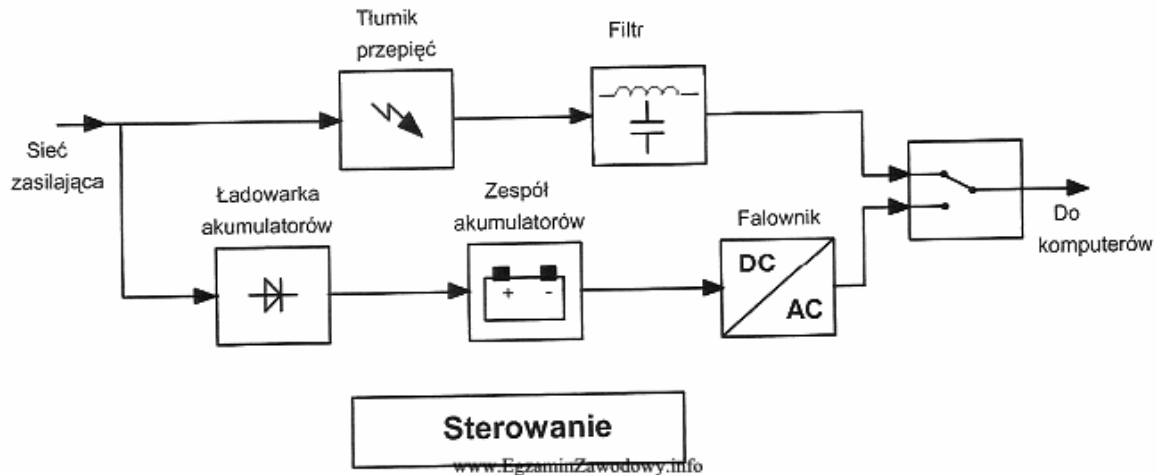 Tłumik
przepięć
Filtr
Sieć
zasilająca
Ładowarka
akumulatorów
Zespół
akumulatorów
+ -
Falownik
DC
AC
Do
komputerów
Sterowanie
www.EgzaminZawodowy.info